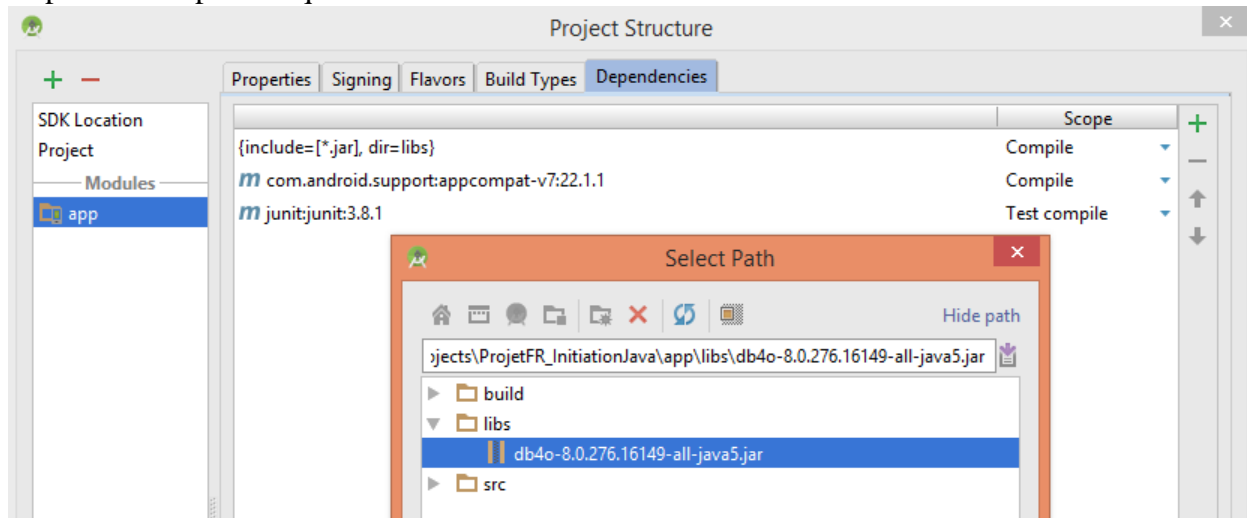 Project Structure
Properties Signing Flavors Build Types Dependencies
SDK Location
Project
Modules
app
Scope
{include=[*.jar], dir=libs} Compile
m com.android.support:appcompat-v7:22.1.1 Compile
m junit:junit:3.8.1 Test compile
Select Path
Hide path
jects\ProjetFR_InitiationJava\app\libs\db4o-8.0.276.16149-all-java5.jar
build
libs
db4o-8.0.276.16149-all-java5.jar
src